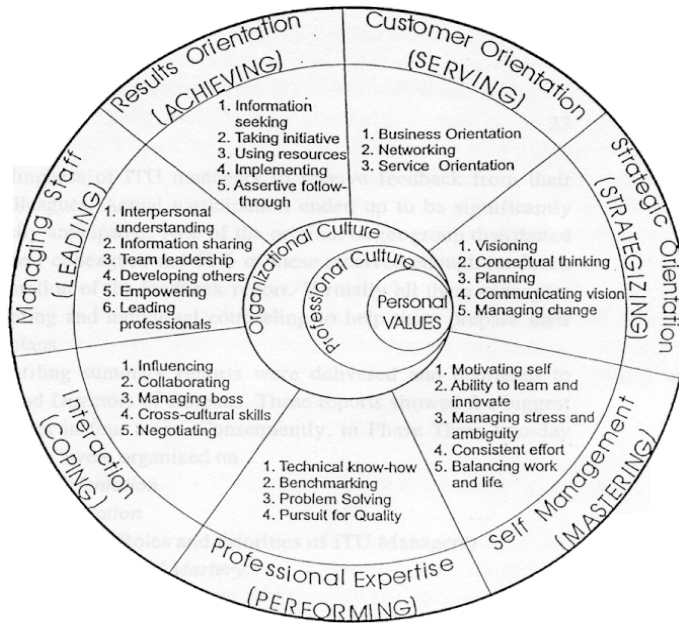 Results Orientation
(ACHIEVING)
1. Information
seeking
2. Taking initiative
3. Using resources
4. Implementing
5. Assertive follow-
through
Customer Orientation
(SERVING)
1. Business Orientation
2. Networking
3. Service Orientation
Strategic Orientation
(STRATEGIZING)
1. Visioning
2. Conceptual thinking
3. Planning
4. Communicating vision
5. Managing change
Self Management
(MASTERING)
1. Motivating self
2. Ability to learn and
innovate
3. Managing stress and
ambiguity
4. Consistent effort
5. Balancing work
and life
Professional Expertise
(PERFORMING)
1. Technical know-how
2. Benchmarking
3. Problem Solving
4. Pursuit for Quality
Interaction
(COPING)
1. Influencing
2. Collaborating
3. Managing boss
4. Cross-cultural skills
5. Negotiating
Managing Staff
(LEADING)
1. Interpersonal
understanding
2. Information sharing
3. Team leadership
4. Developing others
5. Empowering
6. Leading
professionals
Organizational Culture
Professional Culture
Personal
VALUES